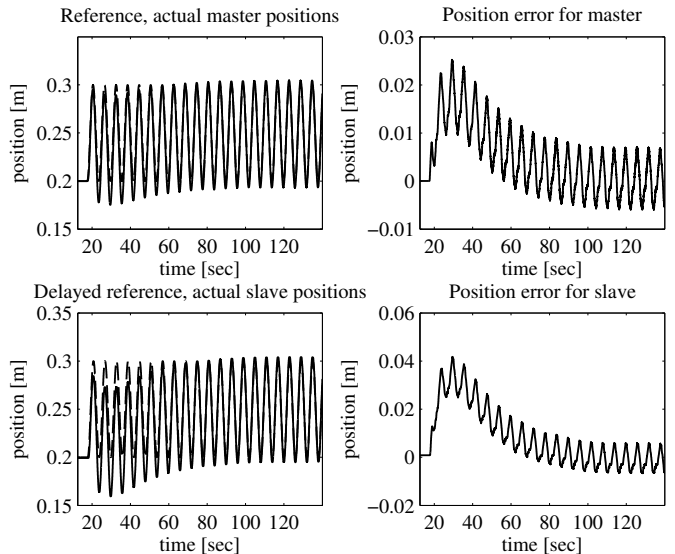 Reference, actual master positions
0.35
0.3
0.25
0.2
0.15
position [m]
20 40 60 80 100 120
time [sec]
Position error for master
0.03
0.02
0.01
0
−0.01
position [m]
20 40 60 80 100 120
time [sec]
Delayed reference, actual slave positions
0.35
0.3
0.25
0.2
0.15
position [m]
20 40 60 80 100 120
time [sec]
Position error for slave
0.06
0.04
0.02
0
−0.02
position [m]
20 40 60 80 100 120
time [sec]